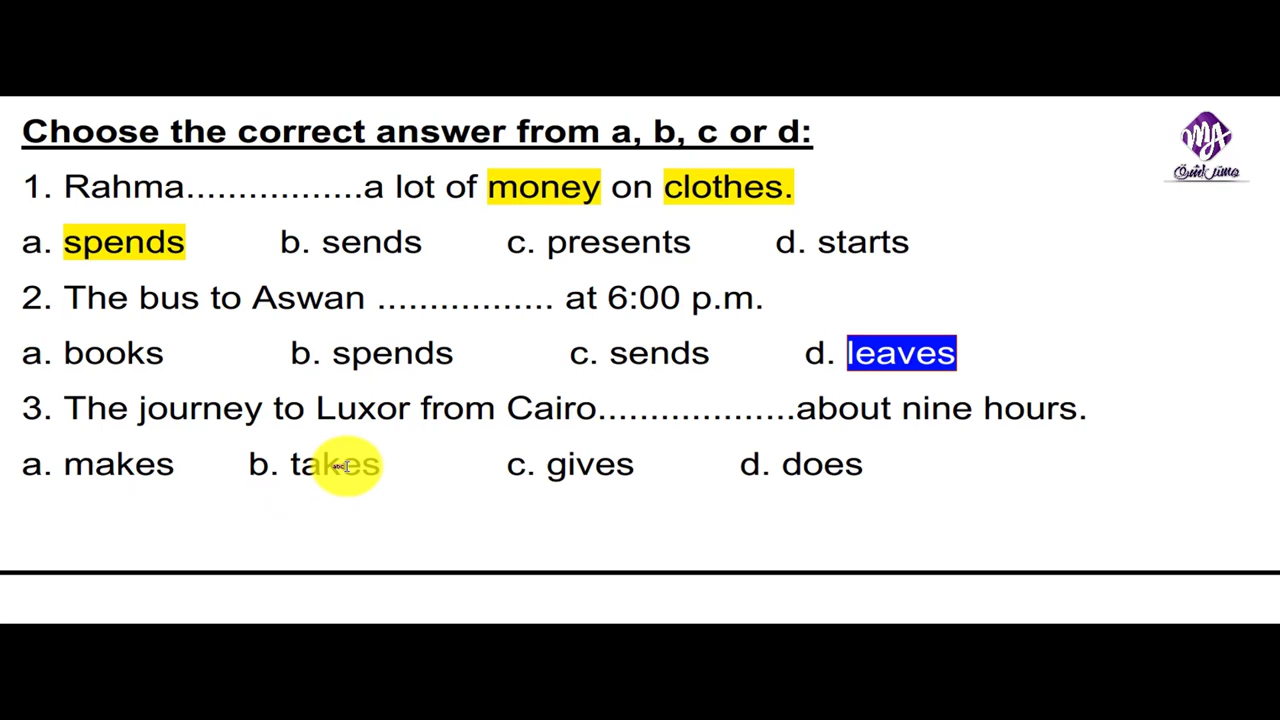 Choose the correct answer from a, b, c or d:
1. Rahma.................a lot of money on clothes.
a. spends b. sends c. presents d. starts
2. The bus to Aswan ................. at 6:00 p.m.
a. books b. spends c. sends d. leaves
3. The journey to Luxor from Cairo...................about nine hours.
a. makes b. takes c. gives d. does
MA